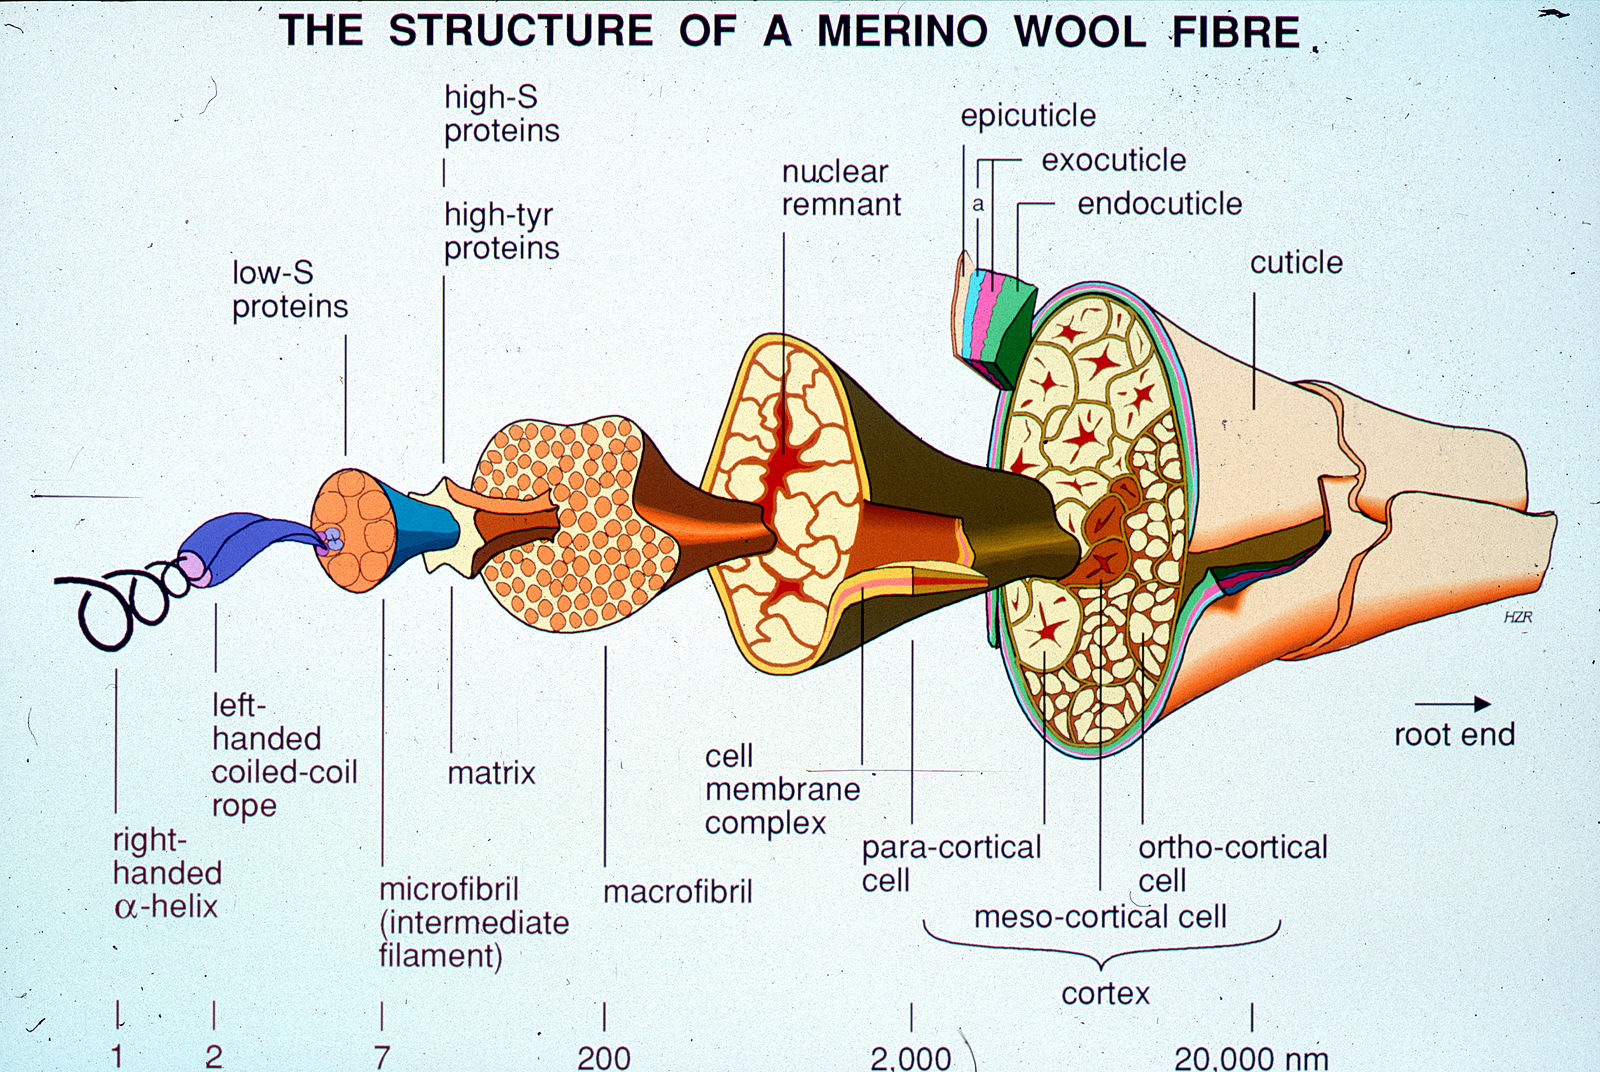 THE STRUCTURE OF A MERINO WOOL FIBRE
high-S
proteins
high-tyr
proteins
low-S
proteins
nuclear
remnant
epicuticle
exocuticle
a
endocuticle
cuticle
HZR
root end
left-
handed
coiled-coil
rope
right-
handed
α-helix
matrix
microfibril
(intermediate
filament)
macrofibril
cell
membrane
complex
para-cortical
cell
ortho-cortical
cell
meso-cortical cell
cortex
1 2 7 200 2,000 20,000 nm